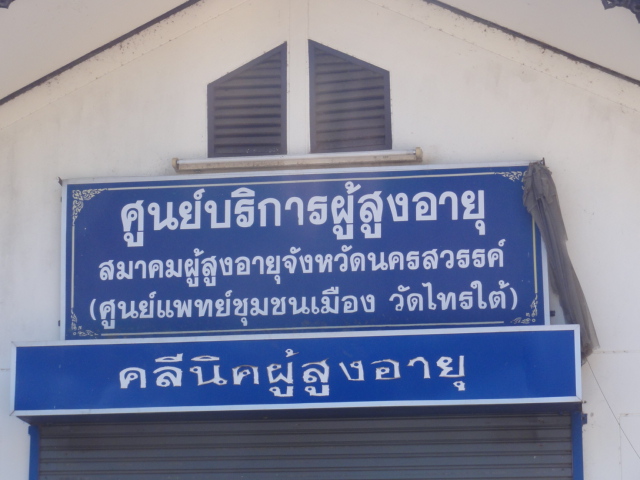 ศูนย์บริการผู้สูงอายุ
สมาคมผู้สูงอายุจังหวัดนครสวรรค์
(ศูนย์แพทย์ชุมชนเมือง วัดไทรใต้)
คลีนิคผู้สูงอายุ